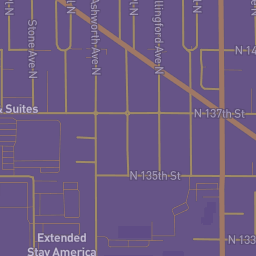 Stone Ave N
Ashworth Ave N
N 137th St
& Suites
N 135th St
Extended
Stay America